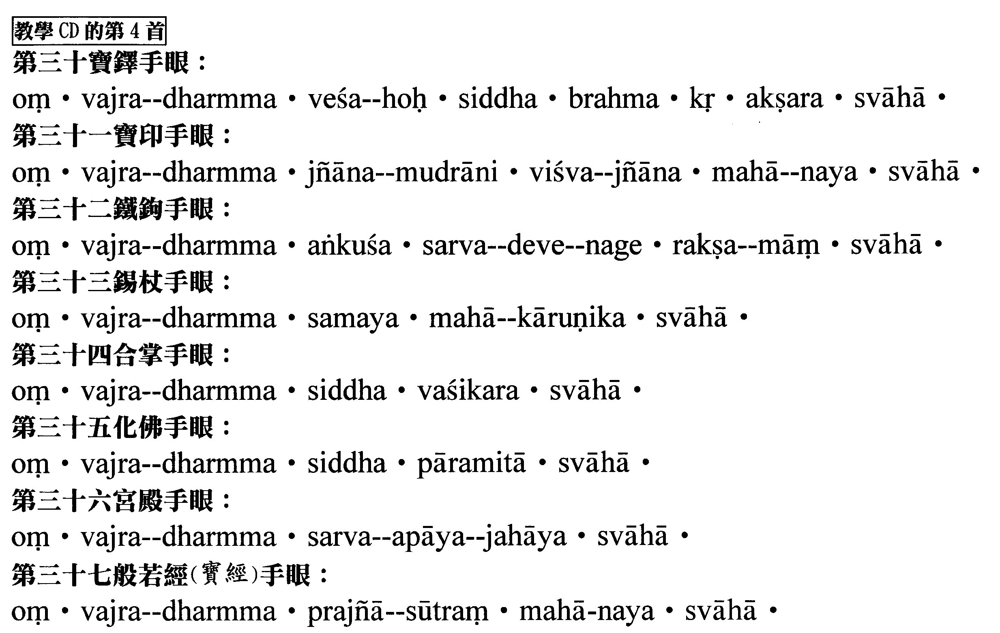 教學 CD 的第 4 首
第三十寶鐸手眼：
oṃ • vajra--dharmma • veśa--hoḥ • siddha • brahma • kṛ • akṣara • svāhā •
第三十一寶印手眼：
oṃ • vajra--dharmma • jñāna--mudrāni • viśva--jñāna • mahā--naya • svāhā •
第三十二鐵鉤手眼：
oṃ • vajra--dharmma • aṅkuśa • sarva--deve--nage • rakṣa--māṃ • svāhā •
第三十三錫杖手眼：
oṃ • vajra--dharmma • samaya • mahā--kāruṇika • svāhā •
第三十四合掌手眼：
oṃ • vajra--dharmma • siddha • vaśikara • svāhā •
第三十五化佛手眼：
oṃ • vajra--dharmma • siddha • pāramitā • svāhā •
第三十六宮殿手眼：
oṃ • vajra--dharmma • sarva--apāya--jahāya • svāhā •
第三十七般若經(寶經)手眼：
oṃ • vajra--dharmma • prajñā--sūtraṃ • mahā-naya • svāhā •